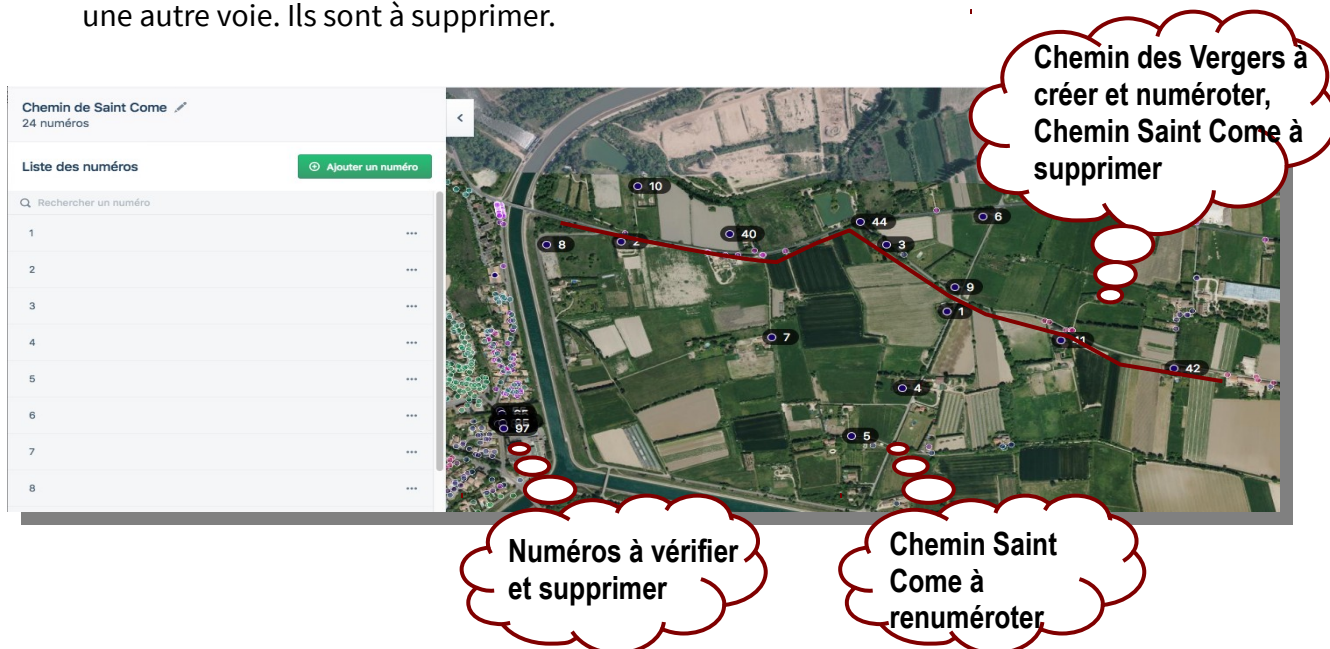 une autre voie. Ils sont à supprimer.
Chemin des Vergers à
créer et numéroter,
Chemin Saint Come à
supprimer
Chemin de Saint Come
24 numéros
Liste des numéros
Ajouter un numéro
Rechercher un numéro
1
2
3
4
5
6
7
8
10
6
44
40
8
2
3
9
1
7
11
42
4
5
97
Numéros à vérifier
et supprimer
Chemin Saint
Come à
renuméroter